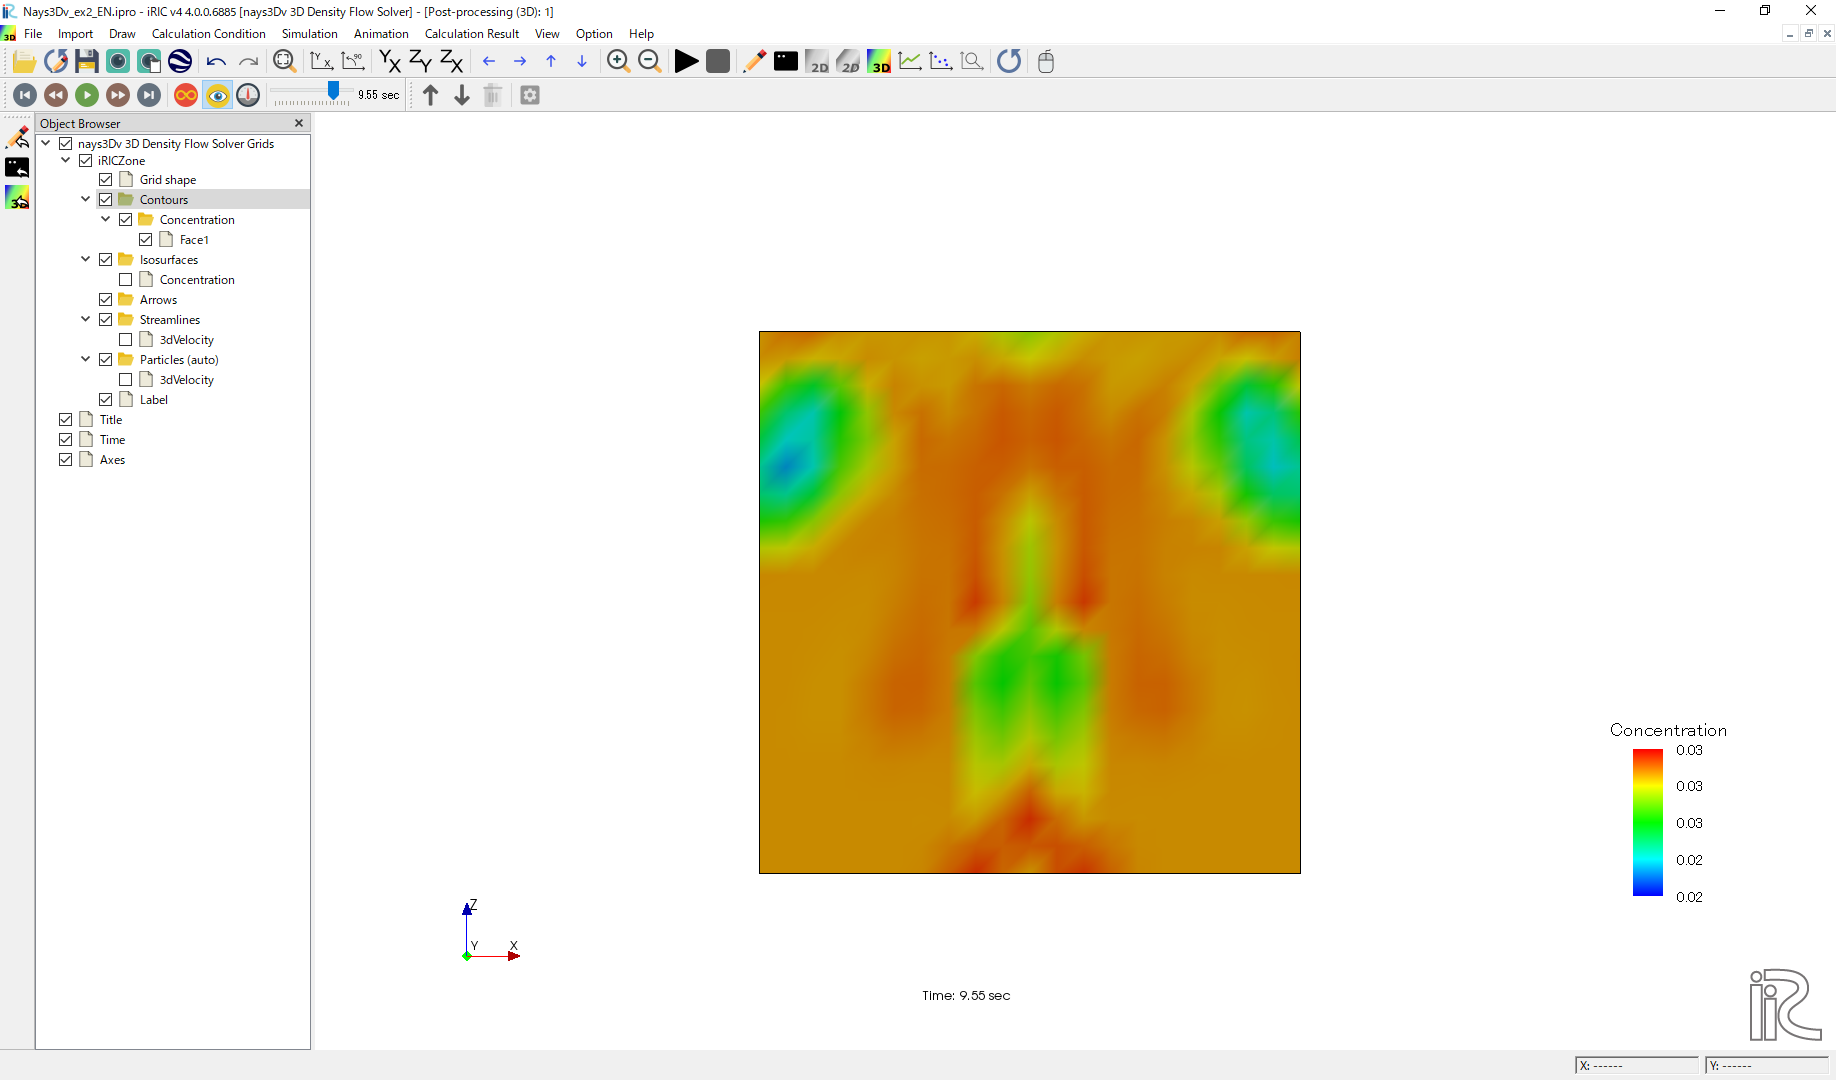 Nays3Dv_ex2_EN.ipro - iRIC v4 4.0.0.6885 [nays3Dv 3D Density Flow Solver] - [Post-processing (3D): 1]
File Import Draw Calculation Condition Simulation Animation Calculation Result View Option Help
YX ZY ZX 2D 2D 3D
9.55 sec
Object Browser
nays3Dv 3D Density Flow Solver Grids
iRICZone
Grid shape
Contours
Concentration
Face1
Isosurfaces
Concentration
Arrows
Streamlines
3dVelocity
Particles (auto)
3dVelocity
Label
Title
Time
Axes
Concentration
0.03
0.03
0.03
0.02
0.02
Z
Y X
Time: 9.55 sec
iRIC
X: ------ Y: ------